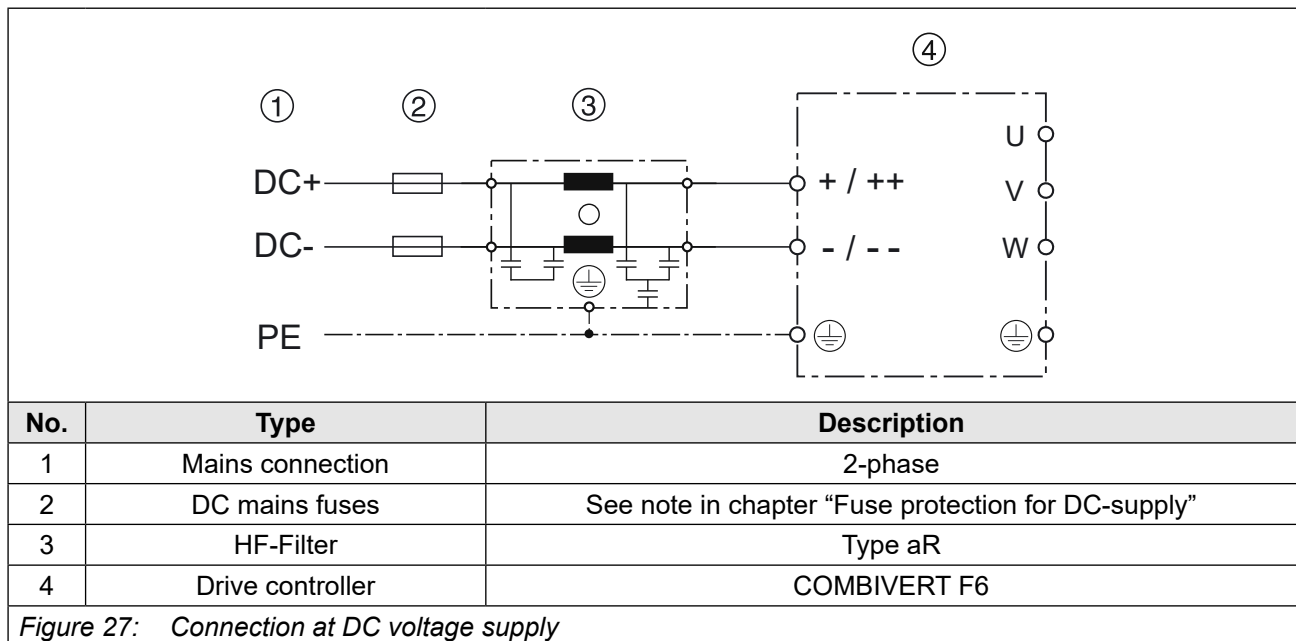 ④
① ② ③
U
DC+ + / ++
V
DC- - / - - W
PE
No. Type Description
1 Mains connection 2-phase
2 DC mains fuses See note in chapter “Fuse protection for DC-supply”
3 HF-Filter Type aR
4 Drive controller COMBIVERT F6
Figure 27: Connection at DC voltage supply